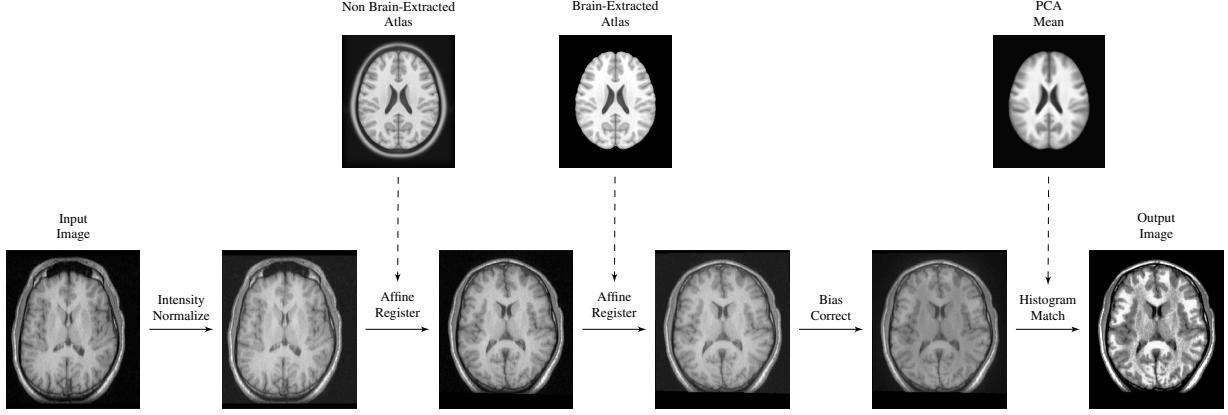 Non Brain-Extracted
Atlas
Brain-Extracted
Atlas
PCA
Mean
Input
Image
Output
Image
Intensity
Normalize
Affine
Register
Affine
Register
Bias
Correct
Histogram
Match